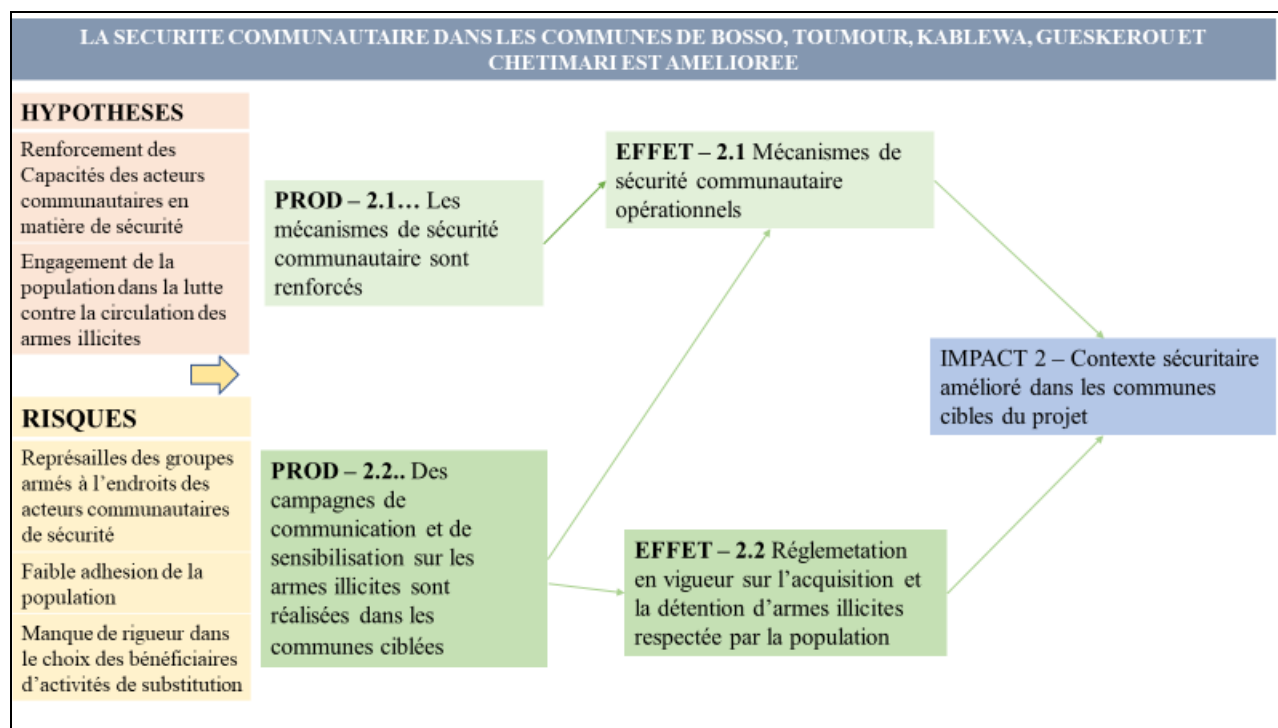 LA SECURITE COMMUNAUTAIRE DANS LES COMMUNES DE BOSSO, TOUMOUR, KABLEWA, GUESKEROU ET
CHETIMARI EST AMELIOREE
HYPOTHESES
Renforcement des
Capacités des acteurs
communautaires en
matière de sécurité
Engagement de la
population dans la lutte
contre la circulation des
armes illicites
RISQUES
Représailles des groupes
armés à l’endroits des
acteurs communautaires
de sécurité
Faible adhesion de la
population
Manque de rigueur dans
le choix des bénéficiaires
d’activités de substitution
PROD – 2.1… Les
mécanismes de sécurité
communautaire sont
renforcés
PROD – 2.2.. Des
campagnes de
communication et de
sensibilisation sur les
armes illicites sont
réalisées dans les
communes ciblées
EFFET – 2.1 Mécanismes de
sécurité communautaire
opérationnels
EFFET – 2.2 Réglemetation
en vigueur sur l’acquisition et
la détention d’armes illicites
respectée par la population
IMPACT 2 – Contexte sécuritaire
amélioré dans les communes
cibles du projet